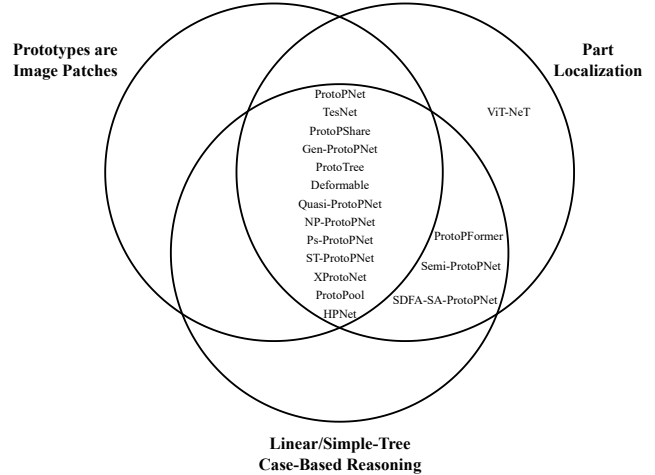 Prototypes are
Image Patches
Part
Localization
ProtoPNet
TesNet
ProtoPShare
Gen-ProtoPNet
ProtoTree
Deformable
Quasi-ProtoPNet
NP-ProtoPNet
Ps-ProtoPNet
ST-ProtoPNet
XProtoNet
ProtoPool
HPNet
ViT-NeT
ProtoPFormer
Semi-ProtoPNet
SDFA-SA-ProtoPNet
Linear/Simple-Tree
Case-Based Reasoning